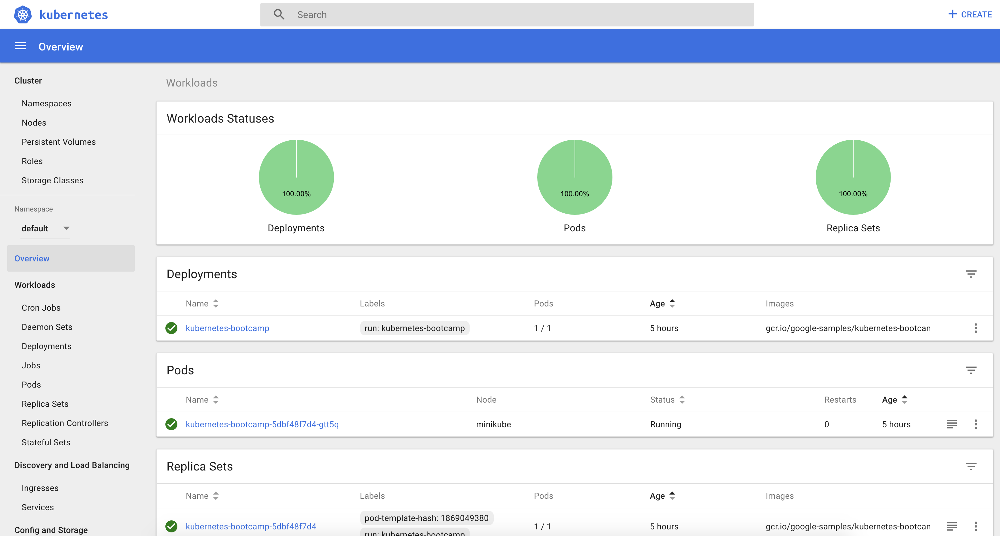 kubernetes
Search
CREATE
Overview
Cluster
Namespaces
Nodes
Persistent Volumes
Roles
Storage Classes
Namespace
default
Overview
Workloads
Cron Jobs
Daemon Sets
Deployments
Jobs
Pods
Replica Sets
Replication Controllers
Stateful Sets
Discovery and Load Balancing
Ingresses
Services
Config and Storage
Workloads
Workloads Statuses
100.00% 100.00% 100.00%
Deployments Pods Replica Sets
Deployments
Name Labels Pods Age Images
kubernetes-bootcamp run: kubernetes-bootcamp 1 / 1 5 hours gcr.io/google-samples/kubernetes-bootcan
Pods
Name Node Status Restarts Age
kubernetes-bootcamp-5dbf48f7d4-gtt5q minikube Running 0 5 hours
Replica Sets
Name Labels Pods Age Images
pod-template-hash: 1869049380
kubernetes-bootcamp-5dbf48f7d4 1 / 1 5 hours gcr.io/google-samples/kubernetes-bootcan
run: kubernetes-bootcamp